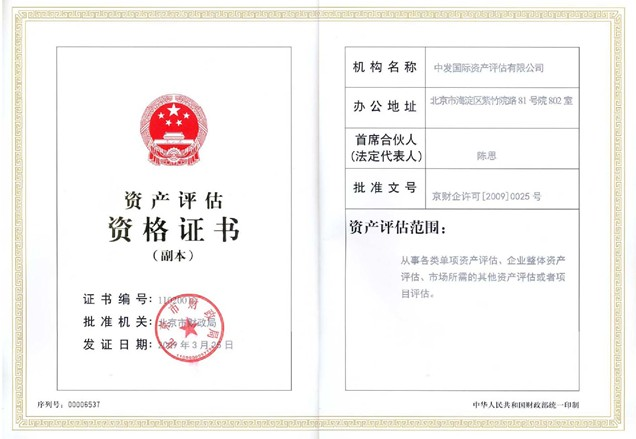 资产评估
资格证书
（副本）
证书编号：
批准机关：北京市财政局
发证日期：2009年3月25日
序列号：00006537
机构名称 中发国际资产评估有限公司
办公地址 北京市海淀区紫竹院路81号院802室
首席合伙人
(法定代表人) 陈思
批准文号 京财企许可[2009]0025号
资产评估范围：
从事各类单项资产评估、企业整体资产
评估、市场所需的其他资产评估或者项
目评估。
中华人民共和国财政部统一印制